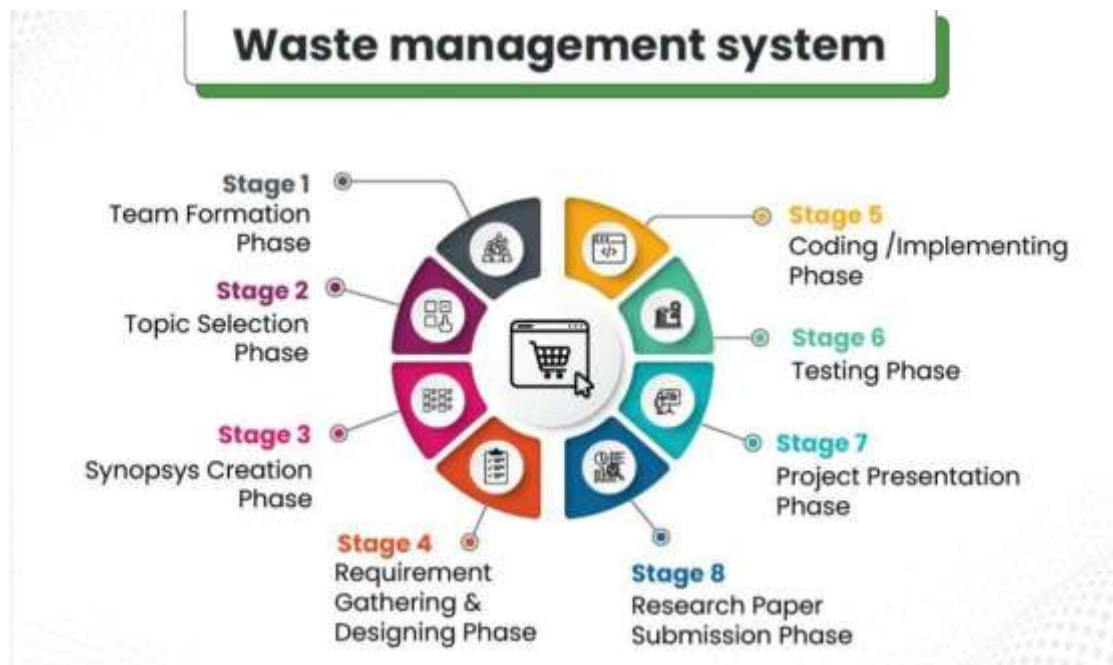 Waste management system
Stage 1
Team Formation
Phase
Stage 2
Topic Selection
Phase
Stage 3
Synopsys Creation
Phase
Stage 4
Requirement
Gathering &
Designing Phase
Stage 5
Coding /Implementing
Phase
Stage 6
Testing Phase
Stage 7
Project Presentation
Phase
Stage 8
Research Paper
Submission Phase